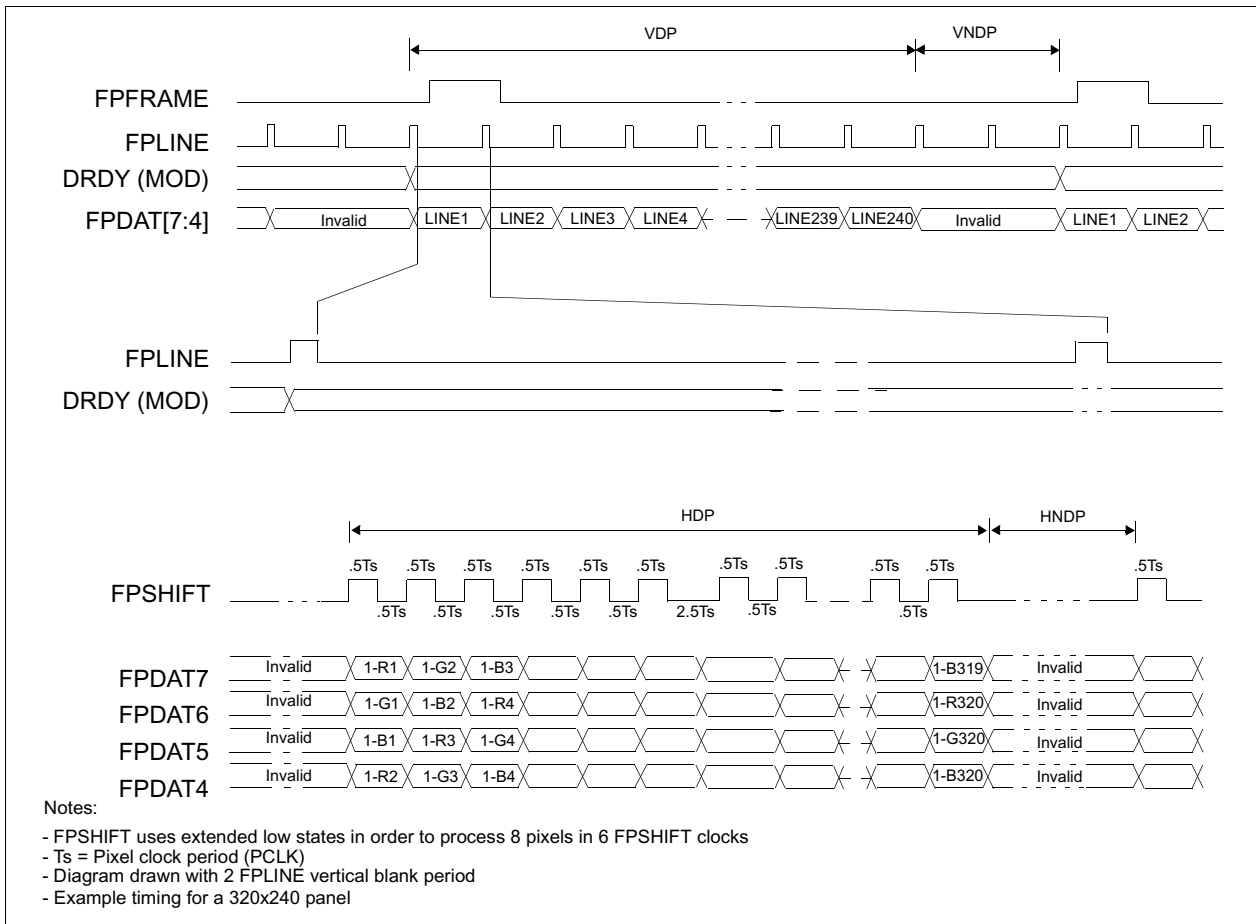 VDP VNDP
FPFRAME
FPLINE
DRDY (MOD)
FPDAT[7:4] Invalid LINE1 LINE2 LINE3 LINE4 LINE239 LINE240 Invalid LINE1 LINE2
FPLINE
DRDY (MOD)
HDP HNDP
.5Ts .5Ts .5Ts .5Ts .5Ts .5Ts .5Ts .5Ts .5Ts .5Ts .5Ts
FPSHIFT
.5Ts .5Ts .5Ts .5Ts .5Ts 2.5Ts .5Ts .5Ts
FPDAT7 Invalid 1-R1 1-G2 1-B3 1-B319 Invalid
FPDAT6 Invalid 1-G1 1-B2 1-R4 1-R320 Invalid
FPDAT5 Invalid 1-B1 1-R3 1-G4 1-G320 Invalid
FPDAT4 Invalid 1-R2 1-G3 1-B4 1-B320 Invalid
Notes:
- FPSHIFT uses extended low states in order to process 8 pixels in 6 FPSHIFT clocks
- Ts = Pixel clock period (PCLK)
- Diagram drawn with 2 FPLINE vertical blank period
- Example timing for a 320x240 panel